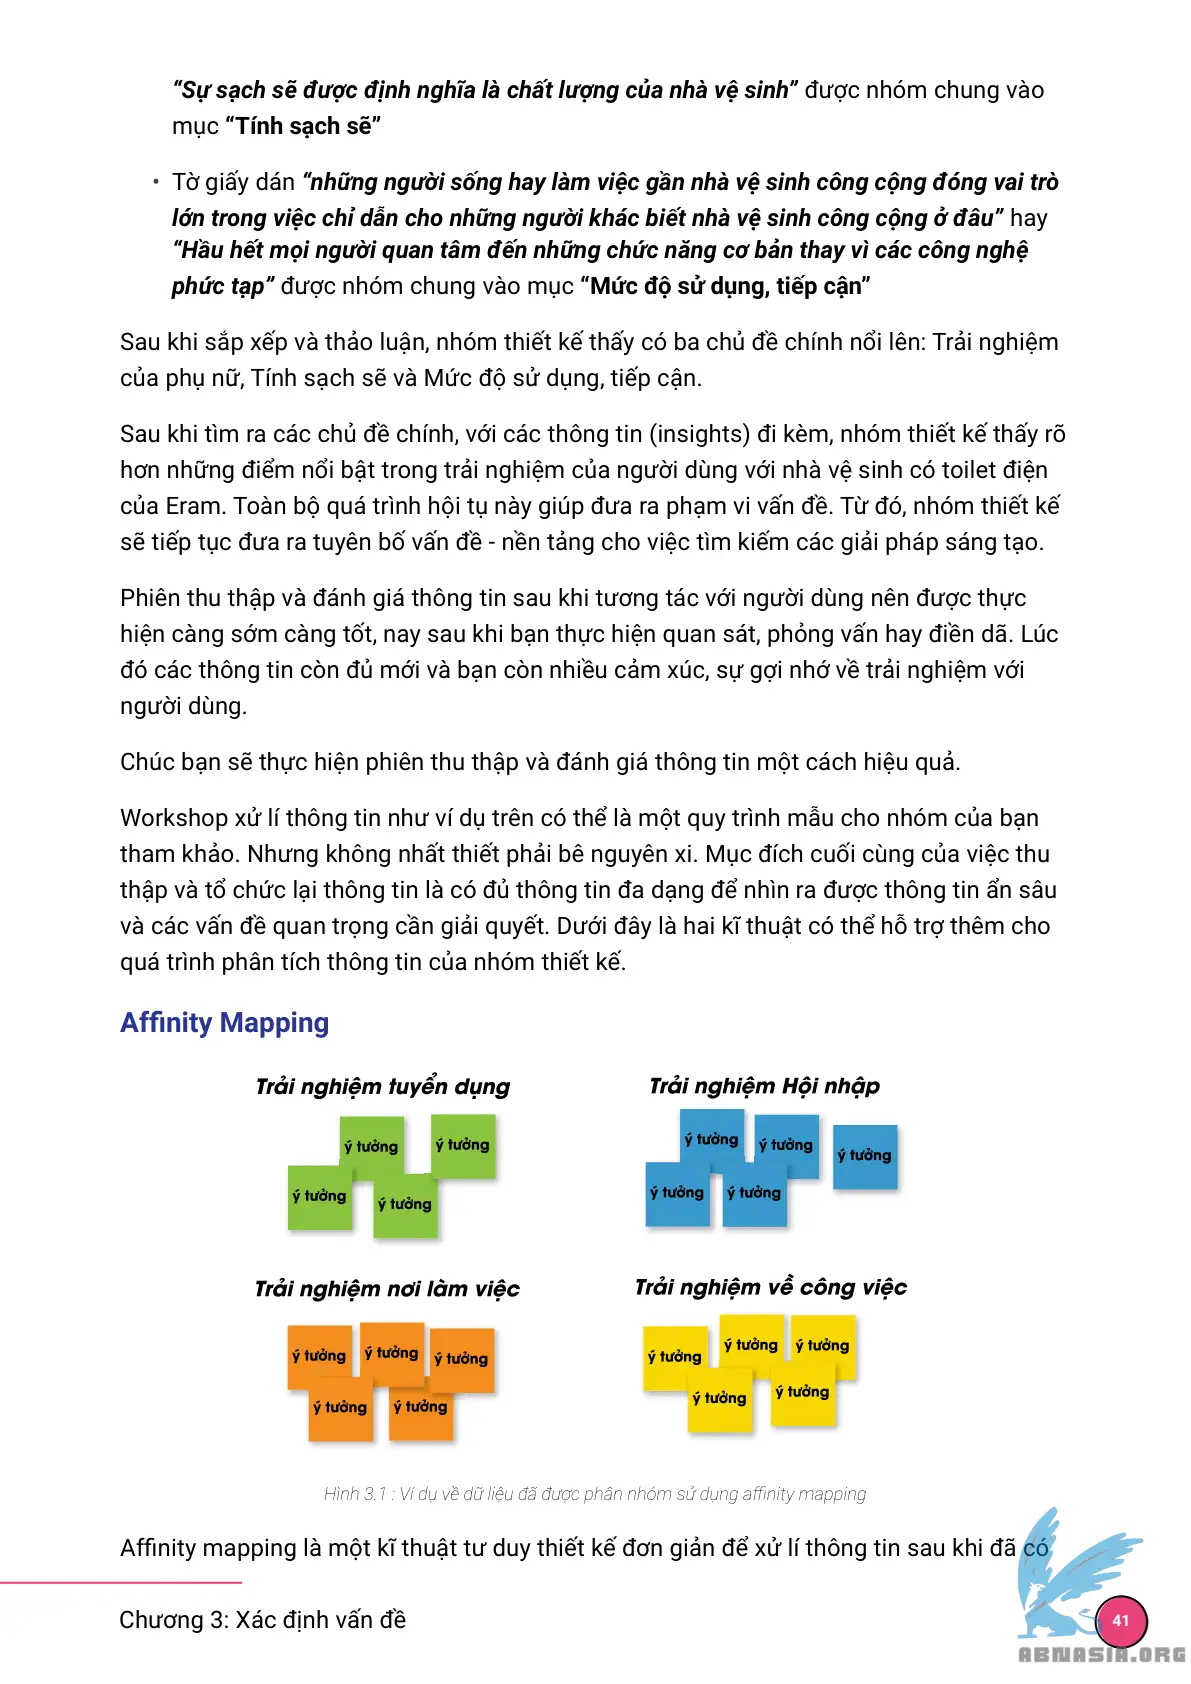 “Sự sạch sẽ được định nghĩa là chất lượng của nhà vệ sinh” được nhóm chung vào
mục “Tính sạch sẽ”
• Tờ giấy dán “những người sống hay làm việc gần nhà vệ sinh công cộng đóng vai trò
lớn trong việc chỉ dẫn cho những người khác biết nhà vệ sinh công cộng ở đâu” hay
“Hầu hết mọi người quan tâm đến những chức năng cơ bản thay vì các công nghệ
phức tạp” được nhóm chung vào mục “Mức độ sử dụng, tiếp cận”
Sau khi sắp xếp và thảo luận, nhóm thiết kế thấy có ba chủ đề chính nổi lên: Trải nghiệm
của phụ nữ, Tính sạch sẽ và Mức độ sử dụng, tiếp cận.
Sau khi tìm ra các chủ đề chính, với các thông tin (insights) đi kèm, nhóm thiết kế thấy rõ
hơn những điểm nổi bật trong trải nghiệm của người dùng với nhà vệ sinh có toilet điện
của Eram. Toàn bộ quá trình hội tụ này giúp đưa ra phạm vi vấn đề. Từ đó, nhóm thiết kế
sẽ tiếp tục đưa ra tuyên bố vấn đề - nền tảng cho việc tìm kiếm các giải pháp sáng tạo.
Phiên thu thập và đánh giá thông tin sau khi tương tác với người dùng nên được thực
hiện càng sớm càng tốt, nay sau khi bạn thực hiện quan sát, phỏng vấn hay điền dã. Lúc
đó các thông tin còn đủ mới và bạn còn nhiều cảm xúc, sự gợi nhớ về trải nghiệm với
người dùng.
Chúc bạn sẽ thực hiện phiên thu thập và đánh giá thông tin một cách hiệu quả.
Workshop xử lí thông tin như ví dụ trên có thể là một quy trình mẫu cho nhóm của bạn
tham khảo. Nhưng không nhất thiết phải bê nguyên xi. Mục đích cuối cùng của việc thu
thập và tổ chức lại thông tin là có đủ thông tin đa dạng để nhìn ra được thông tin ẩn sâu
và các vấn đề quan trọng cần giải quyết. Dưới đây là hai kĩ thuật có thể hỗ trợ thêm cho
quá trình phân tích thông tin của nhóm thiết kế.
Affinity Mapping
Trải nghiệm tuyển dụng
ý tưởng
ý tưởng
ý tưởng
ý tưởng
Trải nghiệm Hội nhập
ý tưởng
ý tưởng
ý tưởng
ý tưởng
ý tưởng
Trải nghiệm nơi làm việc
ý tưởng
ý tưởng
ý tưởng
ý tưởng
ý tưởng
Trải nghiệm về công việc
ý tưởng
ý tưởng
ý tưởng
ý tưởng
ý tưởng
Hình 3.1 : Ví dụ về dữ liệu đã được phân nhóm sử dụng affinity mapping
Affinity mapping là một kĩ thuật tư duy thiết kế đơn giản để xử lí thông tin sau khi đã có
Chương 3: Xác định vấn đề
41
ABNASIA.ORG